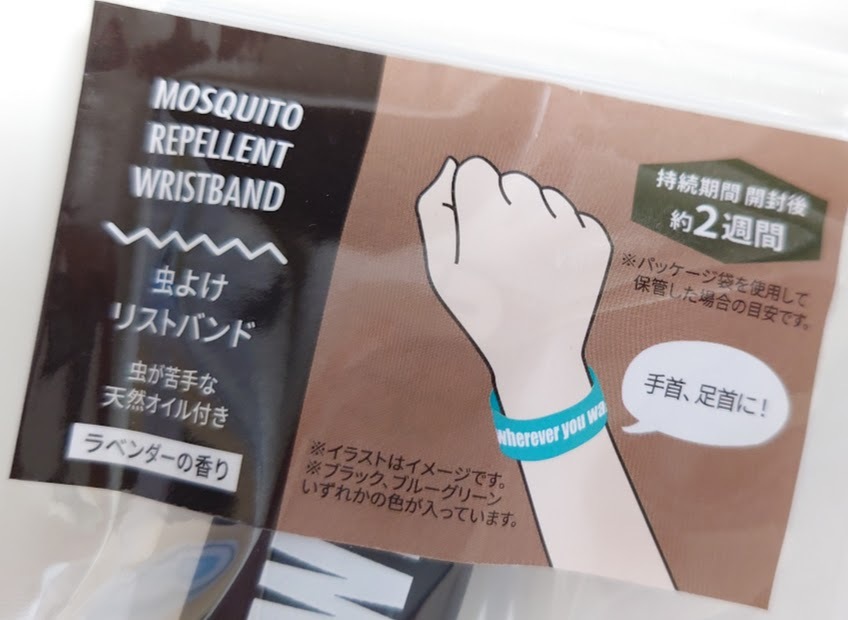 MOSQUITO
REPELLENT
WRISTBAND
虫よけ
リストバンド
虫が苦手な
天然オイル付き
ラベンダーの香り
持続期間 開封後
約2週間
※パッケージ袋を使用して
保管した場合の目安です。
手首、足首に!
wherever you wa
※イラストはイメージです。
※ブラック、ブルーグリーン
いずれかの色が入っています。